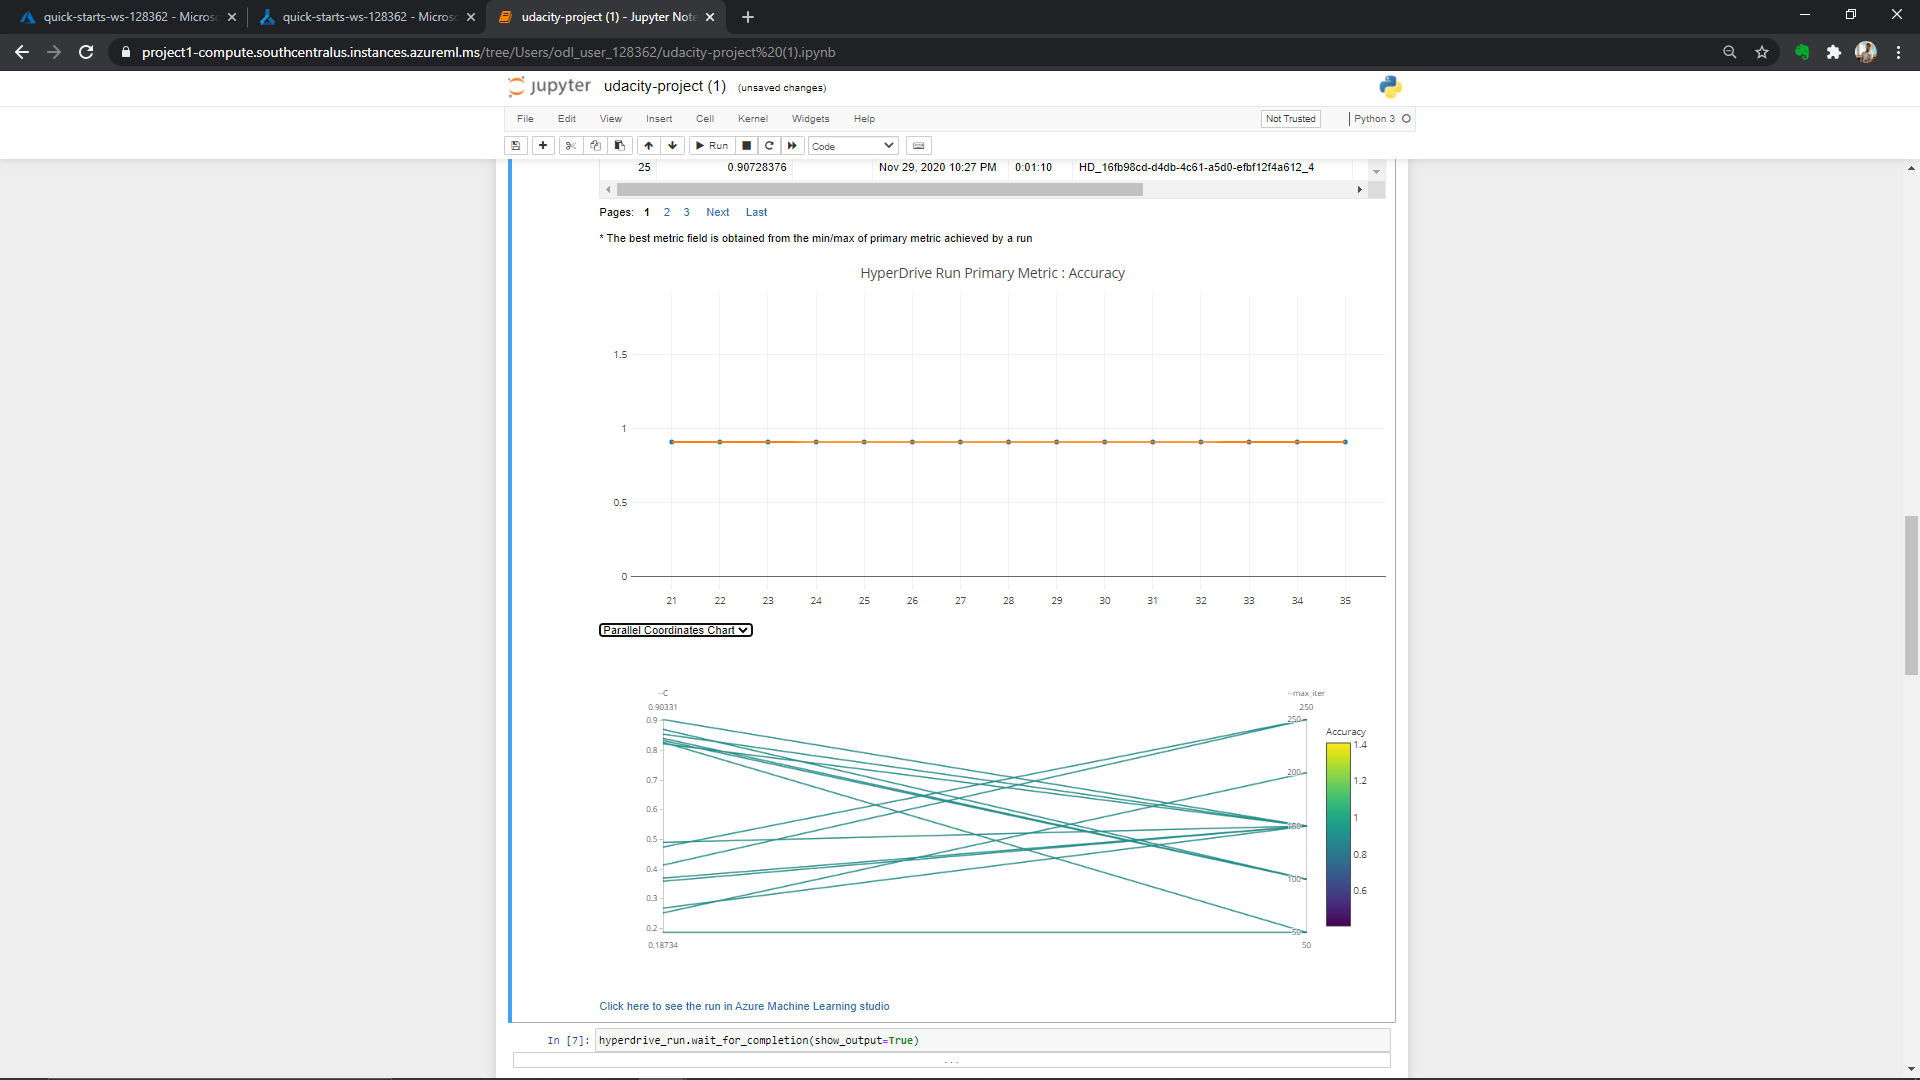 quick-starts-ws-128362 - Micros
quick-starts-ws-128362 - Micros
udacity-project (1) - Jupyter Note
project1-compute.southcentralus.instances.azureml.ms/tree/Users/odl_user_128362/udacity-project%20(1).ipynb
jupyter udacity-project (1) (unsaved changes)
File Edit View Insert Cell Kernel Widgets Help Not Trusted Python 3
Run Code
25 0.90728376 Nov 29, 2020 10:27 PM 0:01:10 HD_16fb98cd-d4db-4c61-a5d0-efbf12f4a612_4
Pages: 1 2 3 Next Last
* The best metric field is obtained from the min/max of primary metric achieved by a run
HyperDrive Run Primary Metric : Accuracy
1.5
1
0.5
0
21 22 23 24 25 26 27 28 29 30 31 32 33 34 35
Parallel Coordinates Chart
--C
0.90331
0.9
0.8
0.7
0.6
0.5
0.4
0.3
0.2
0.18734
--max_iter
250
250
200
150
100
50
50
Accuracy
1.4
1.2
1
0.8
0.6
Click here to see the run in Azure Machine Learning studio
In [7]: hyperdrive_run.wait_for_completion(show_output=True)
...